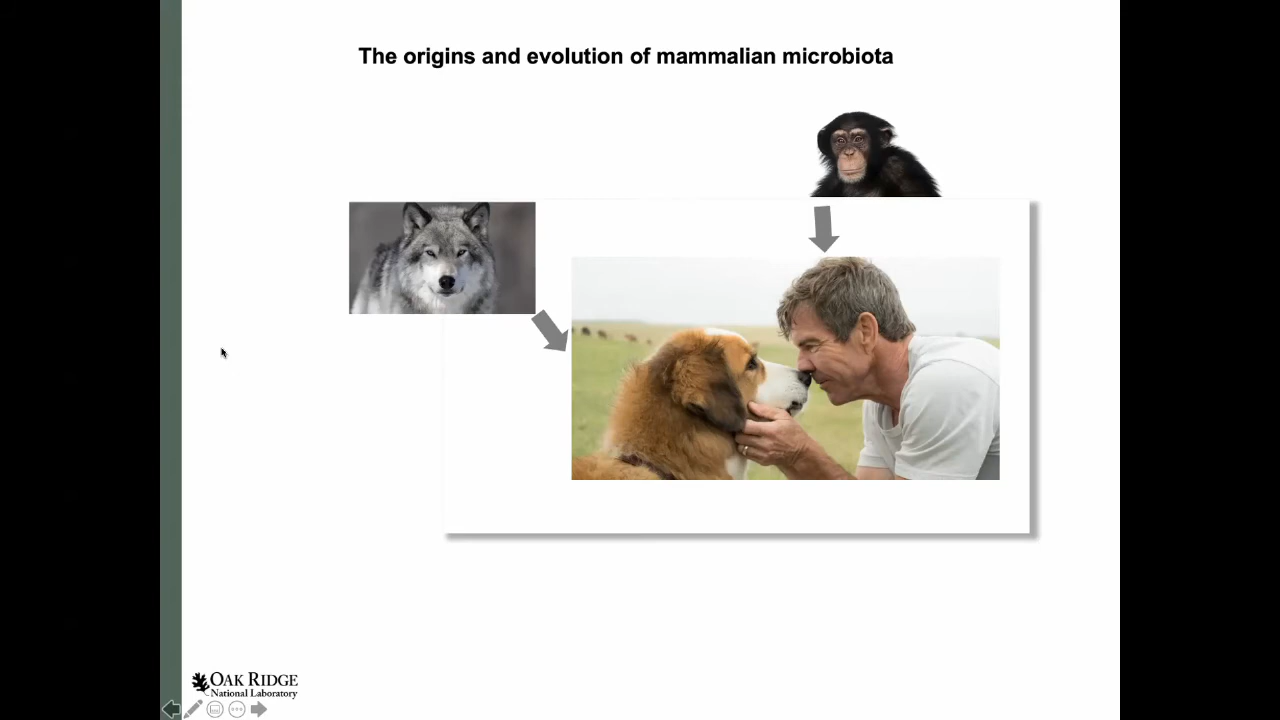 The origins and evolution of mammalian microbiota
OAK RIDGE
National Laboratory